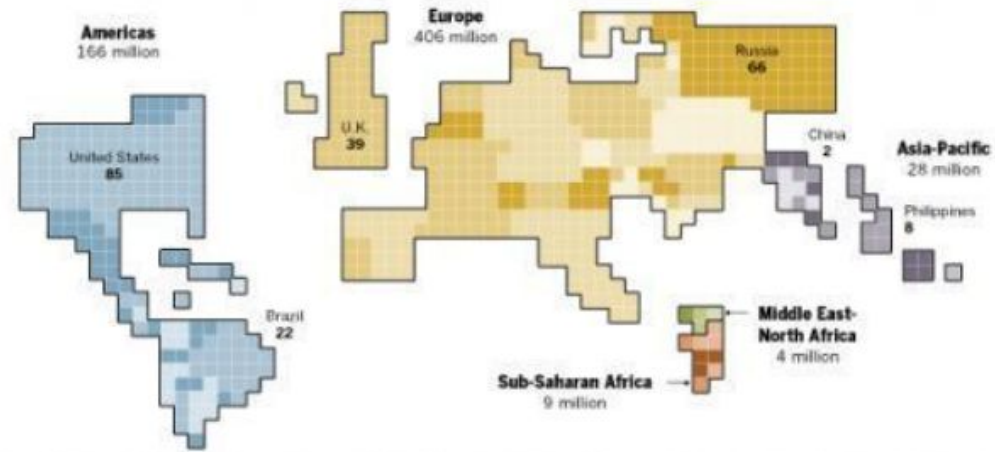 Americas
166 million
Europe
406 million
Russia
66
U.K.
39
United States
85
China
2
Asia-Pacific
28 million
Philippines
8
Brazil
22
Middle East-
North Africa
4 million
Sub-Saharan Africa
9 million